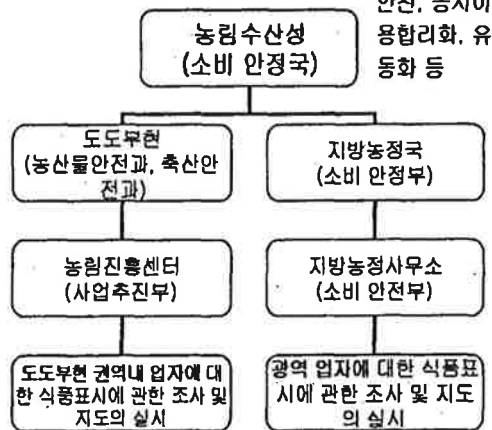 안전, 농지이
용합리화, 유
동화 등
농림수산성
(소비 안정국)
도도부현
(농산물안전과, 축산안
전과)
지방농정국
(소비 안정부)
농림진흥센터
(사업추진부)
지방농정사무소
(소비 안전부)
도도부현 권역내 업자에 대
한 식품표시에 관한 조사 및
지도의 실시
광역 업자에 대한 식품표
시에 관한 조사 및 지도
의 실시